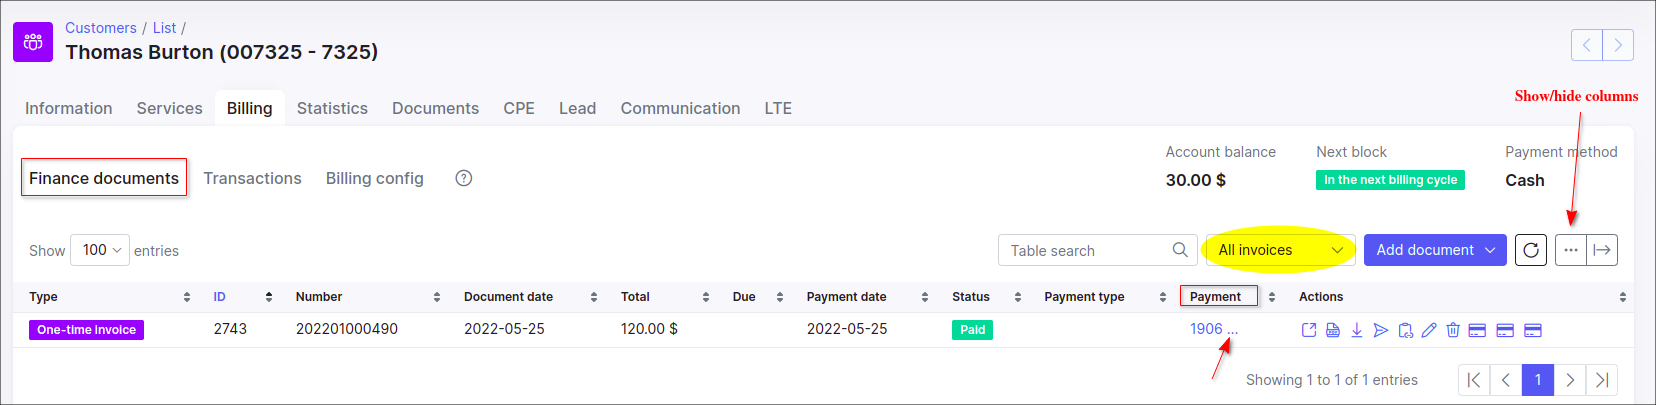 Customers / List /
Thomas Burton (007325 - 7325)
Show/hide columns
Information Services Billing Statistics Documents CPE Lead Communication LTE
Account balance Next block Payment method
Finance documents Transactions Billing config ?
30.00 $ In the next billing cycle Cash
Show 100 entries Table search All invoices Add document ...
Type ID Number Document date Total Due Payment date Status Payment type Payment Actions
One-time invoice 2743 202201000490 2022-05-25 120.00 $ 2022-05-25 Paid 1906 ...
Showing 1 to 1 of 1 entries 1